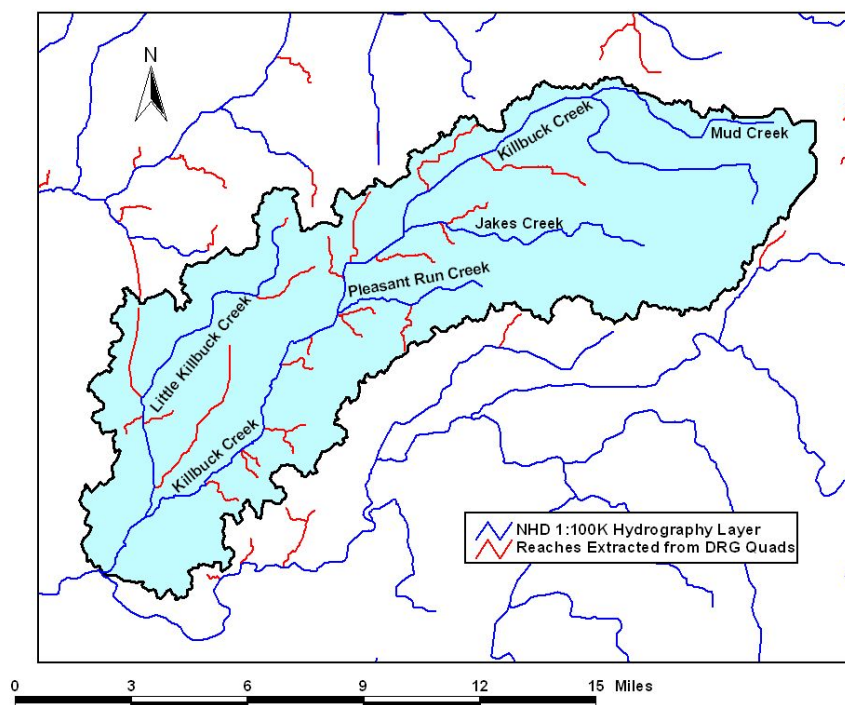 N
Killbuck Creek
Mud Creek
Jakes Creek
Pleasant Run Creek
Little Killbuck Creek
Killbuck Creek
NHD 1:100K Hydrography Layer
Reaches Extracted from DRG Quads
0 3 6 9 12 15 Miles